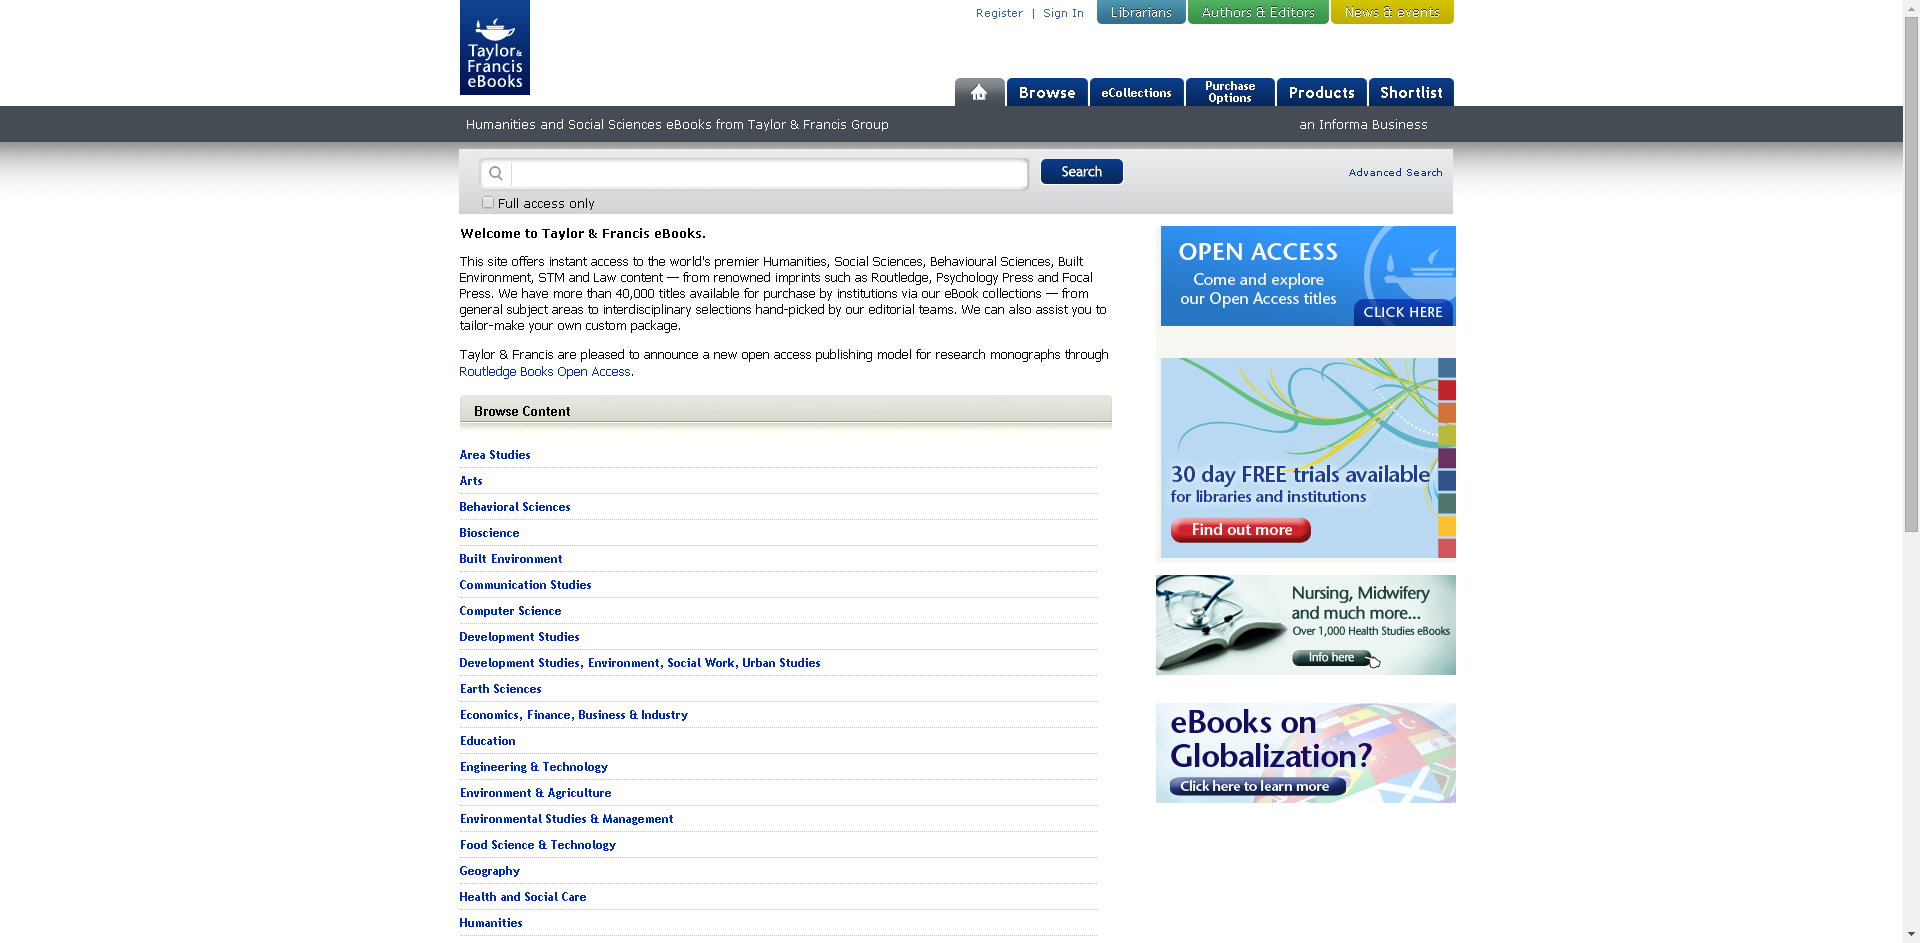 Taylor &
Francis
eBooks
Register | Sign In
Librarians
Authors & Editors
News & events
Browse
eCollections
Purchase
Options
Products
Shortlist
Humanities and Social Sciences eBooks from Taylor & Francis Group
an Informa Business
Search
Advanced Search
Full access only
Welcome to Taylor & Francis eBooks.
This site offers instant access to the world's premier Humanities, Social Sciences, Behavioural Sciences, Built
Environment, STM and Law content — from renowned imprints such as Routledge, Psychology Press and Focal
Press. We have more than 40,000 titles available for purchase by institutions via our eBook collections — from
general subject areas to interdisciplinary selections hand-picked by our editorial teams. We can also assist you to
tailor-make your own custom package.
Taylor & Francis are pleased to announce a new open access publishing model for research monographs through
Routledge Books Open Access.
Browse Content
Area Studies
Arts
Behavioral Sciences
Bioscience
Built Environment
Communication Studies
Computer Science
Development Studies
Development Studies, Environment, Social Work, Urban Studies
Earth Sciences
Economics, Finance, Business & Industry
Education
Engineering & Technology
Environment & Agriculture
Environmental Studies & Management
Food Science & Technology
Geography
Health and Social Care
Humanities
OPEN ACCESS
Come and explore
our Open Access titles
CLICK HERE
30 day FREE trials available
for libraries and institutions
Find out more
Nursing, Midwifery
and much more...
Over 1,000 Health Studies eBooks
Info here
eBooks on
Globalization?
Click here to learn more